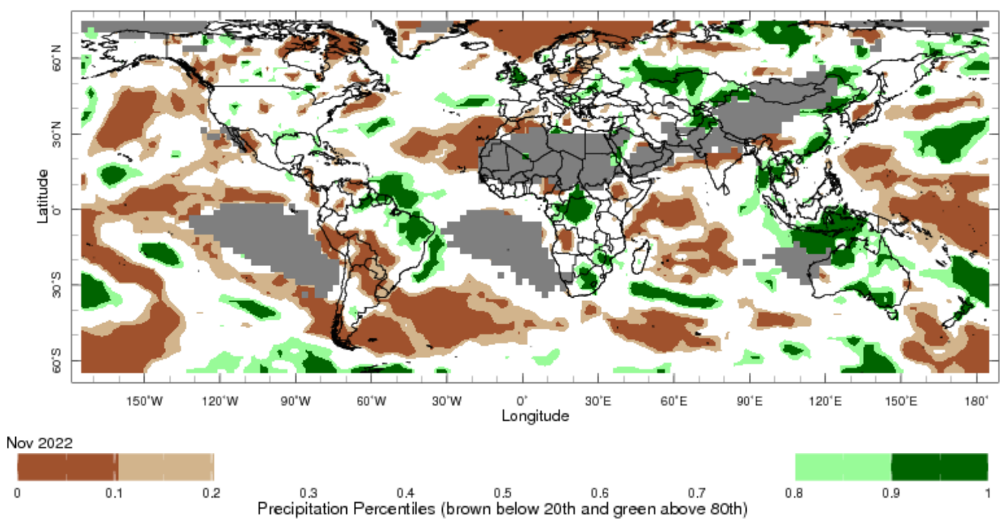 Latitude
60°N
30°N
0°
30°S
60°S
150°W 120°W 90°W 60°W 30°W 0° 30°E 60°E 90°E 120°E 150°E 180°
Longitude
Nov 2022
0 0.1 0.2 0.3 0.4 0.5 0.6 0.7 0.8 0.9 1
Precipitation Percentiles (brown below 20th and green above 80th)